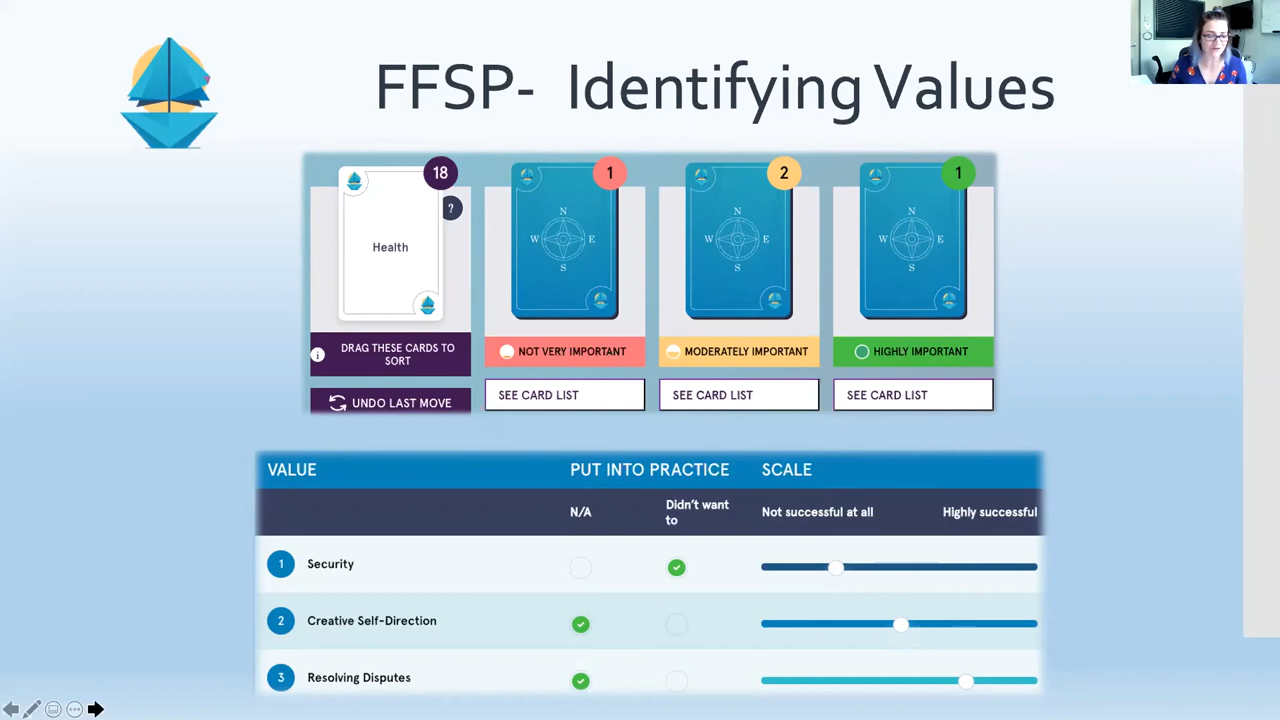 FFSP- Identifying Values
18
1
2
1
?
Health
N
W E
S
N
W E
S
N
W E
S
i
DRAG THESE CARDS TO
SORT
NOT VERY IMPORTANT
MODERATELY IMPORTANT
HIGHLY IMPORTANT
UNDO LAST MOVE
SEE CARD LIST
SEE CARD LIST
SEE CARD LIST
VALUE PUT INTO PRACTICE SCALE
N/A Didn't want to Not successful at all Highly successful
1 Security
2 Creative Self-Direction
3 Resolving Disputes